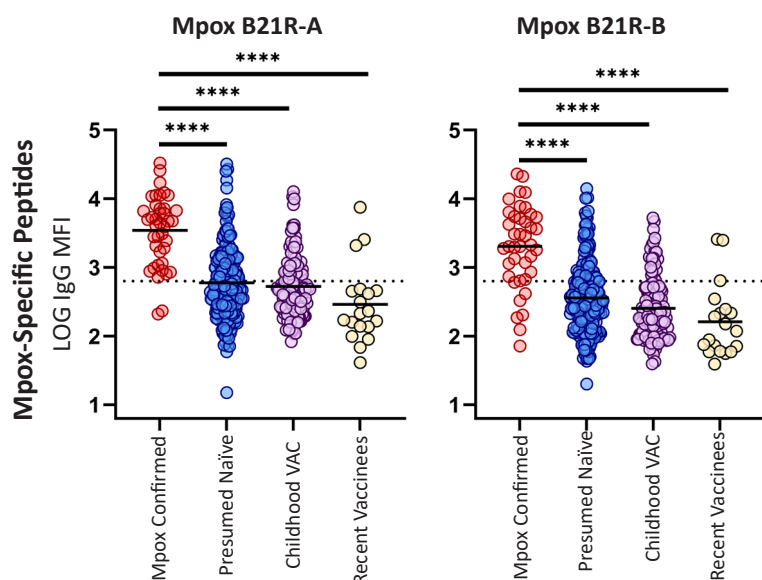 Mpox B21R-A
Mpox B21R-B
****
****
****
****
****
****
Mpox-Specific Peptides
LOG IgG MFI
5
4
3
2
1
5
4
3
2
1
Mpox Confirmed
Presumed Naïve
Childhood VAC
Recent Vaccinees
Mpox Confirmed
Presumed Naïve
Childhood VAC
Recent Vaccinees